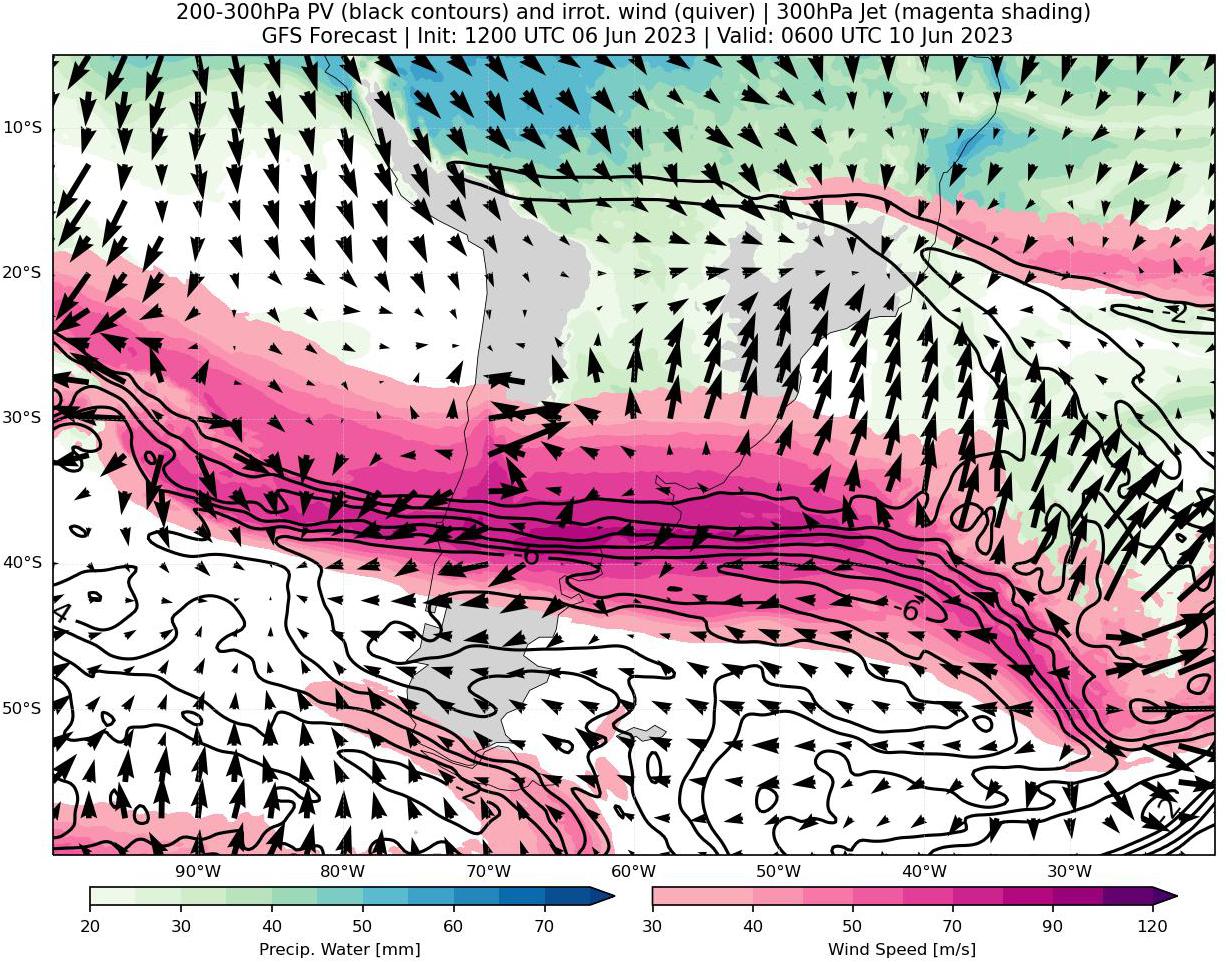 200-300hPa PV (black contours) and irrot. wind (quiver) | 300hPa Jet (magenta shading)
GFS Forecast | Init: 1200 UTC 06 Jun 2023 | Valid: 0600 UTC 10 Jun 2023
10°S
20°S
-2
30°S
40°S
-6
-6
50°S
-2
90°W 80°W 70°W 60°W 50°W 40°W 30°W
20 30 40 50 60 70
30 40 50 70 90 120
Precip. Water [mm]
Wind Speed [m/s]